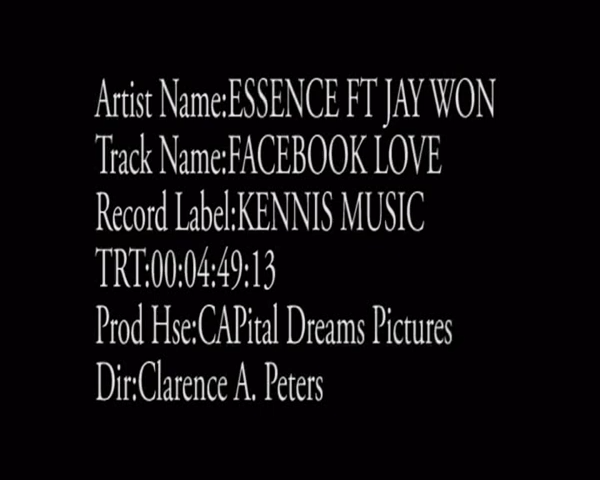 Artist Name:ESSENCE FT JAY WON
Track Name:FACEBOOK LOVE
Record Label:KENNIS MUSIC
TRT:00:04:49:13
Prod Hse:CAPital Dreams Pictures
Dir:Clarence A. Peters